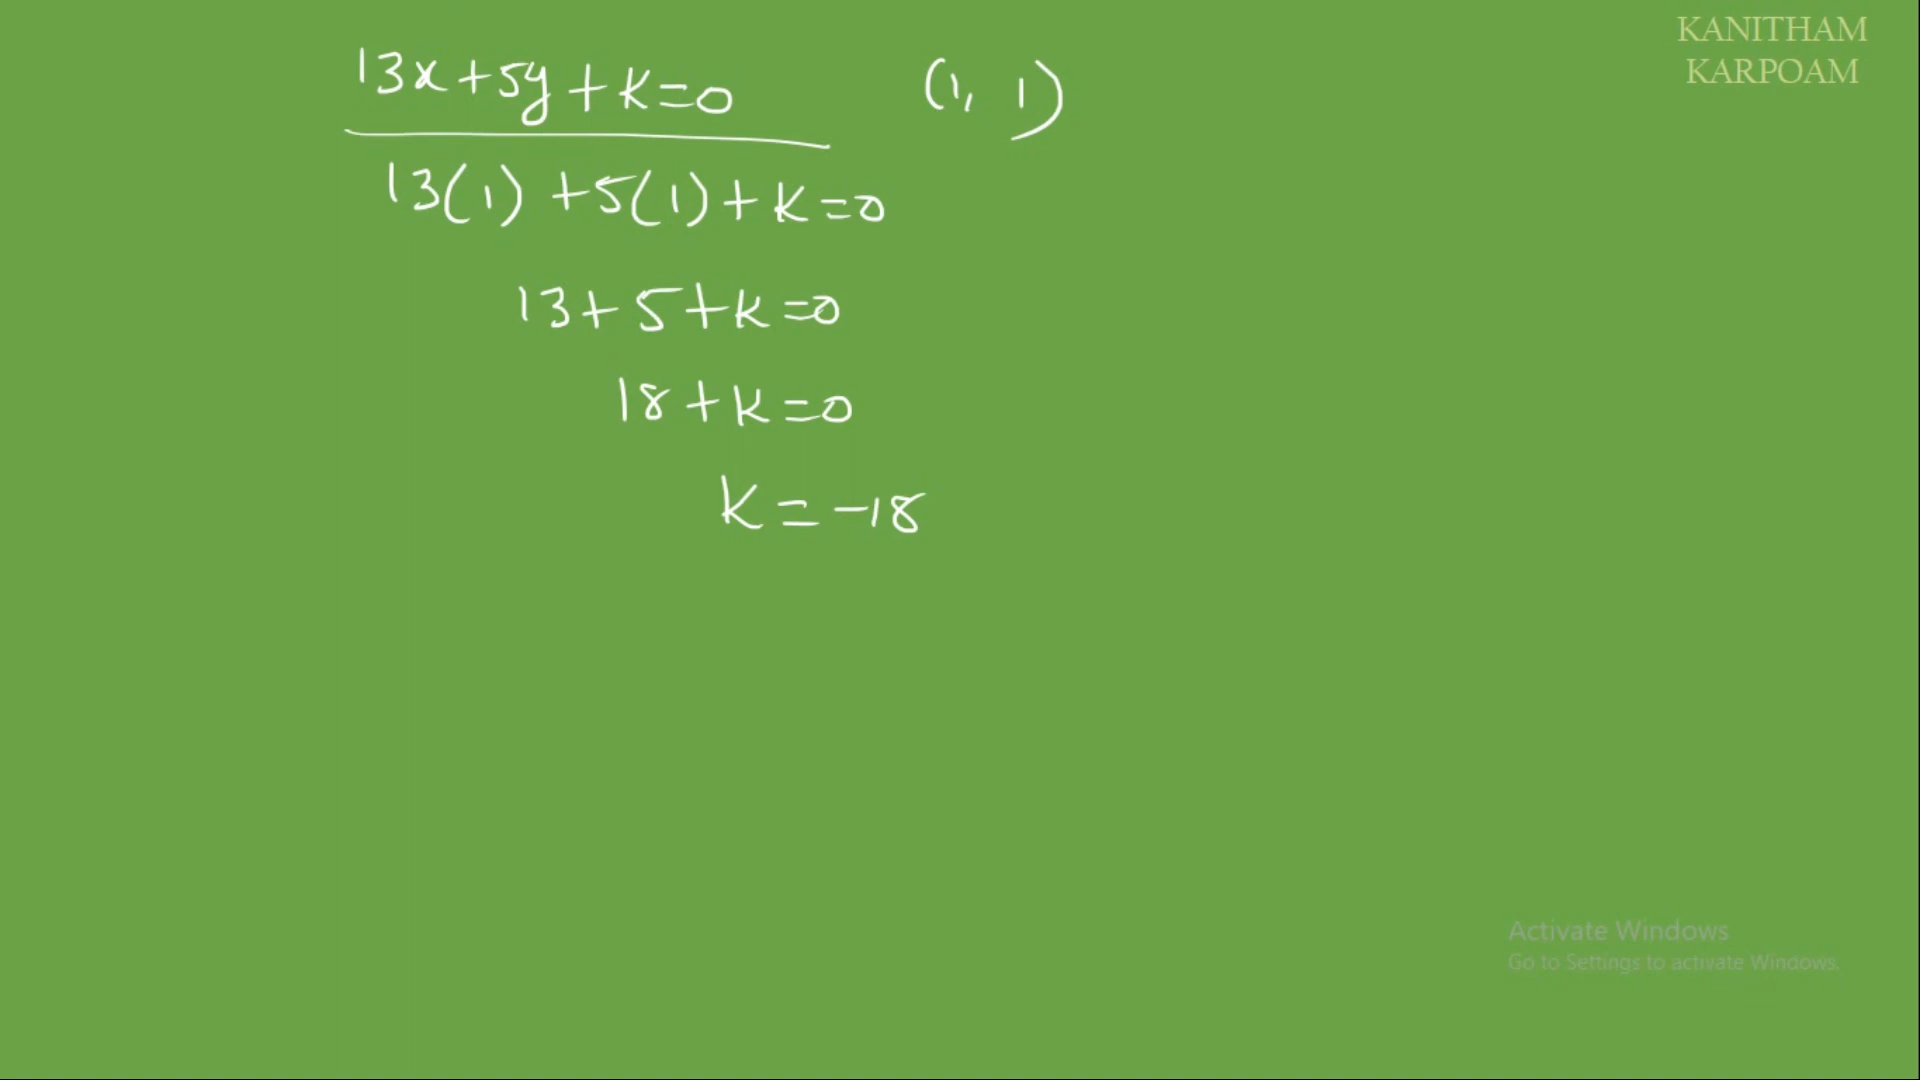 KANITHAM
KARPOAM
13x+5y+k=0 (1, 1)
13(1)+5(1)+k=0
13+5+k=0
18+k=0
k=-18
Activate Windows
Go to Settings to activate Windows.